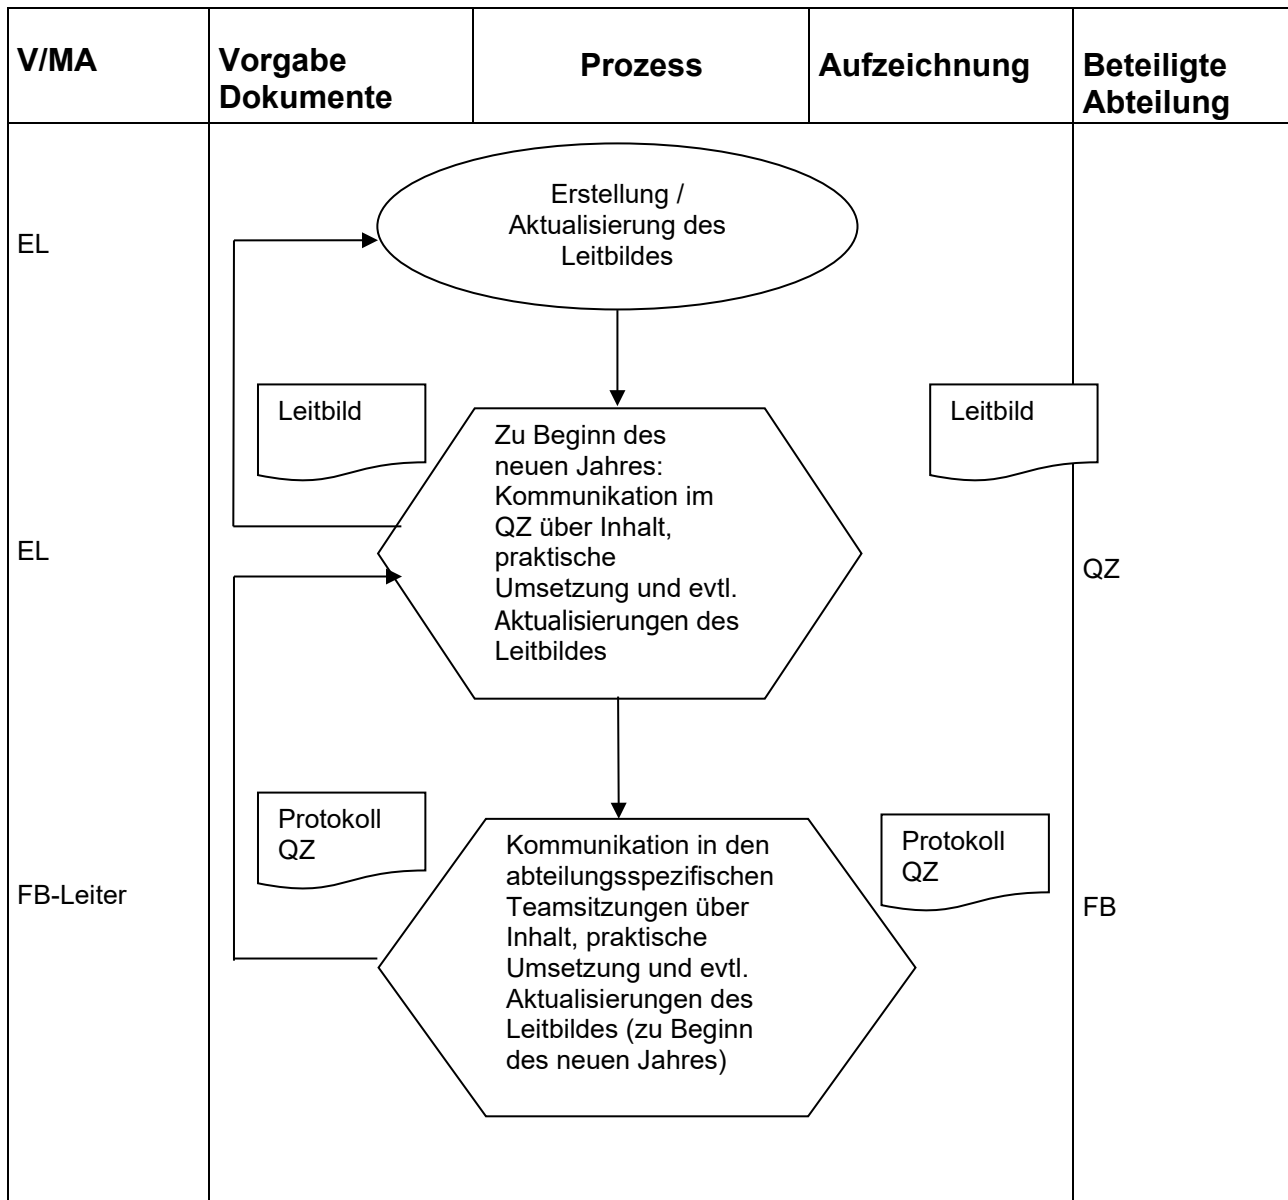 V/MA
Vorgabe
Dokumente
Prozess
Aufzeichnung
Beteiligte
Abteilung
EL
Erstellung /
Aktualisierung des
Leitbildes
Leitbild
Leitbild
EL
Zu Beginn des
neuen Jahres:
Kommunikation im
QZ über Inhalt,
praktische
Umsetzung und evtl.
Aktualisierungen des
Leitbildes
QZ
Protokoll
QZ
FB-Leiter
Kommunikation in den
abteilungsspezifischen
Teamsitzungen über
Inhalt, praktische
Umsetzung und evtl.
Aktualisierungen des
Leitbildes (zu Beginn
des neuen Jahres)
Protokoll
QZ
FB